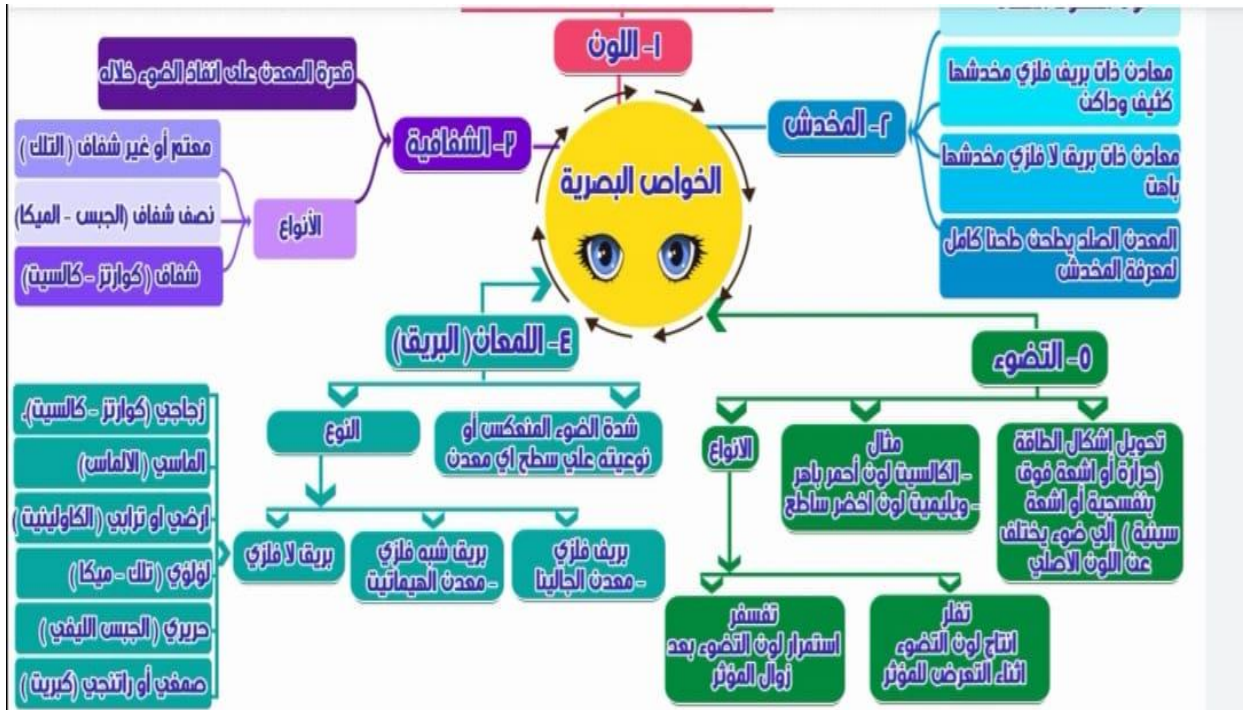 ١- اللون
الخواص البصرية
٢- المخدش
معادن ذات بريف فلزي مخدشها
كثيف وداكن
معادن ذات بريق لا فلزي مخدشها
باهت
المعدن الصلد يطحن طحنا كامل
لمعرفة المخدش
٣- الشفافية
قدرة المعدن على انفاذ الضوء خلاله
الأنواع
معتم أو غير شفاف ( التلك )
نصف شفاف (الجبس - الميكا)
شفاف ( كوارتز - كالسيت)
٤- اللمعان ( البريق)
شدة الضوء المنعكس أو
نوعيته علي سطح اي معدن
النوع
بريف فلزي
- معدن الجالينا
بريق شبه فلزي
- معدن الهيماتيت
بريق لا فلزي
زجاجي (كوارتز - كالسيت).
الماسي (الالماس)
ارضي او ترابي ( الكاولينيت )
لؤلؤي ( تلك - ميكا )
حريري ( الجبس الليفي )
صمغي أو راتنجي (كبريت )
٥- التضوء
تحويل اشكال الطاقة
(حرارة أو اشعة فوق
بنفسجية أو اشعة
سينية ) إلي ضوء يختلف
عن اللون الاصلي
مثال
- الكالسيت لون أحمر باهر
- ويليميت لون اخضر ساطع
الانواع
تفلر
انتاج لون التضوء
اثناء التعرض للمؤثر
تفسفر
استمرار لون التضوء بعد
زوال المؤثر